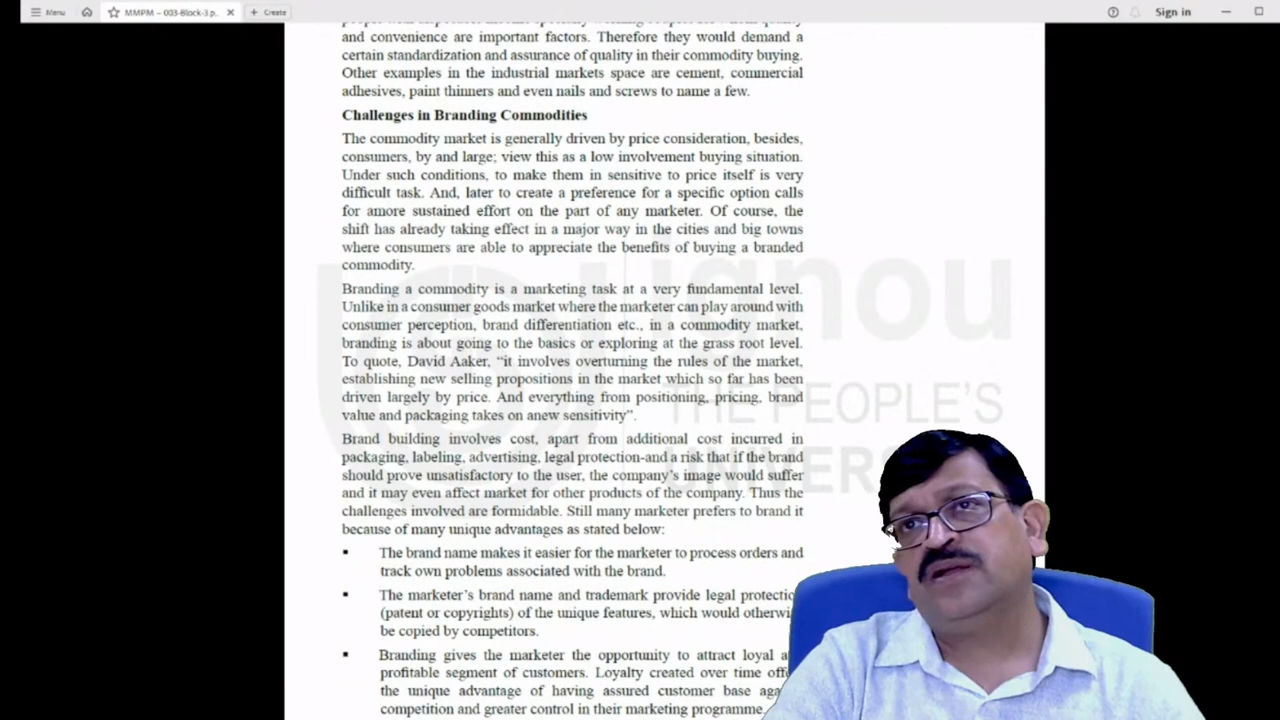 Menu
MMPM – 003-Block-3.p...
Create
Sign in
and convenience are important factors. Therefore they would demand a
certain standardization and assurance of quality in their commodity buying.
Other examples in the industrial markets space are cement, commercial
adhesives, paint thinners and even nails and screws to name a few.
Challenges in Branding Commodities
The commodity market is generally driven by price consideration, besides,
consumers, by and large; view this as a low involvement buying situation.
Under such conditions, to make them in sensitive to price itself is very
difficult task. And, later to create a preference for a specific option calls
for amore sustained effort on the part of any marketer. Of course, the
shift has already taking effect in a major way in the cities and big towns
where consumers are able to appreciate the benefits of buying a branded
commodity.
Branding a commodity is a marketing task at a very fundamental level.
Unlike in a consumer goods market where the marketer can play around with
consumer perception, brand differentiation etc., in a commodity market,
branding is about going to the basics or exploring at the grass root level.
To quote, David Aaker, “it involves overturning the rules of the market,
establishing new selling propositions in the market which so far has been
driven largely by price. And everything from positioning, pricing, brand
value and packaging takes on anew sensitivity”.
Brand building involves cost, apart from additional cost incurred in
packaging, labeling, advertising, legal protection-and a risk that if the brand
should prove unsatisfactory to the user, the company’s image would suffer
and it may even affect market for other products of the company. Thus the
challenges involved are formidable. Still many marketer prefers to brand it
because of many unique advantages as stated below:
▪ The brand name makes it easier for the marketer to process orders and
track own problems associated with the brand.
▪ The marketer’s brand name and trademark provide legal
(patent or copyrights) of the unique features, which would
be copied by competitors.
▪ Branding gives the marketer the opportunity to attract loyal
profitable segment of customers. Loyalty created over time
the unique advantage of having assured customer base
competition and greater control in their marketing programme.
ignou
THE PEOPLE’S